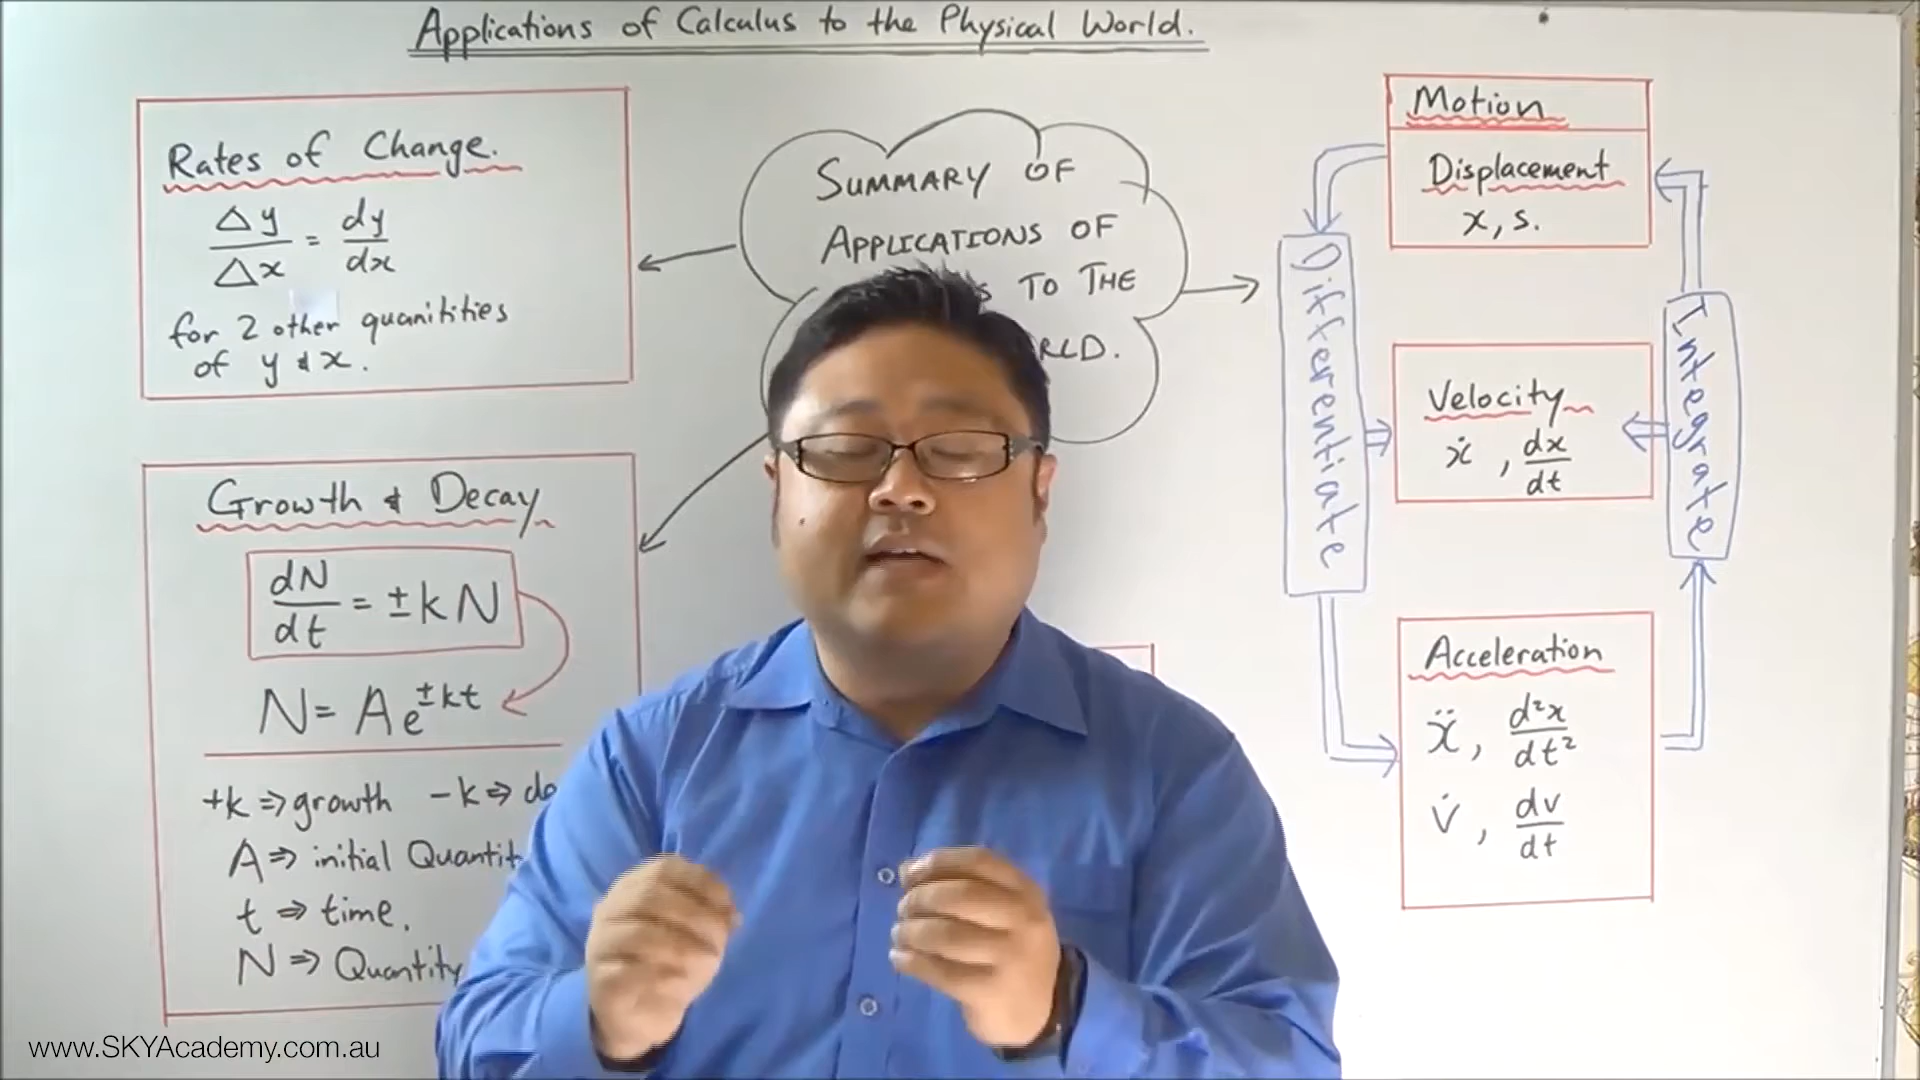 Applications of Calculus to the Physical World.
Rates of Change.
Δy/Δx = dy/dx
for 2 other quanitities
of y & x.
SUMMARY OF
APPLICATIONS OF
TO THE
Growth & Decay
dN/dt = ±kN
N = Ae^±kt
+k ⇒ growth -k ⇒
A ⇒ initial
t ⇒ time.
N ⇒ Quantity
Motion
Displacement
x, s.
Differentiate
Integrate
Velocity
ẋ, dx/dt
Acceleration
ẍ, d²x/dt²
v̇, dv/dt
www.SKYAcademy.com.au